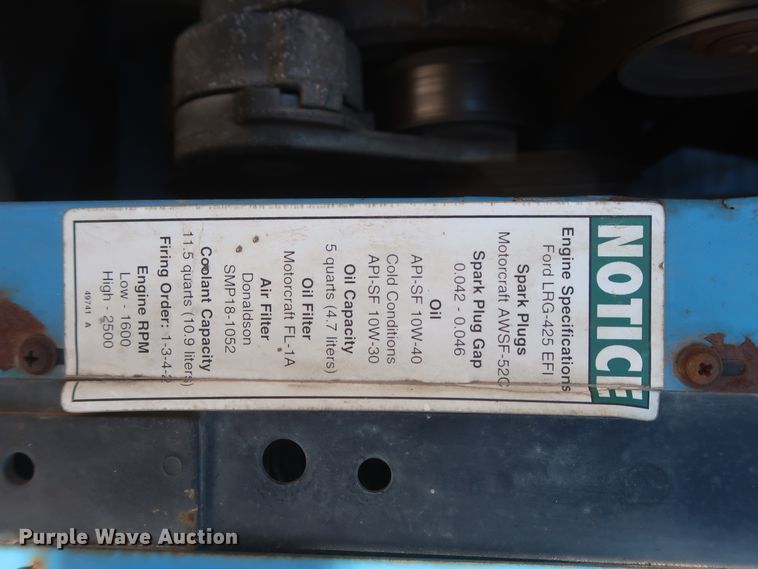 NOTICE
Engine Specifications
Ford LRG-425 EFI
Spark Plugs
Motorcraft AWSF-52C
Spark Plug Gap
0.042 - 0.046
Oil
API-SF 10W-40
Cold Conditions
API-SF 10W-30
Oil Capacity
5 quarts (4.7 liters)
Oil Filter
Motorcraft FL-1A
Air Filter
Donaldson
SMP18-1052
Coolant Capacity
11.5 quarts (10.9 liters)
Firing Order: 1-3-4-2
Engine RPM
Low - 1600
High - 2500
49741 A
Purple Wave Auction